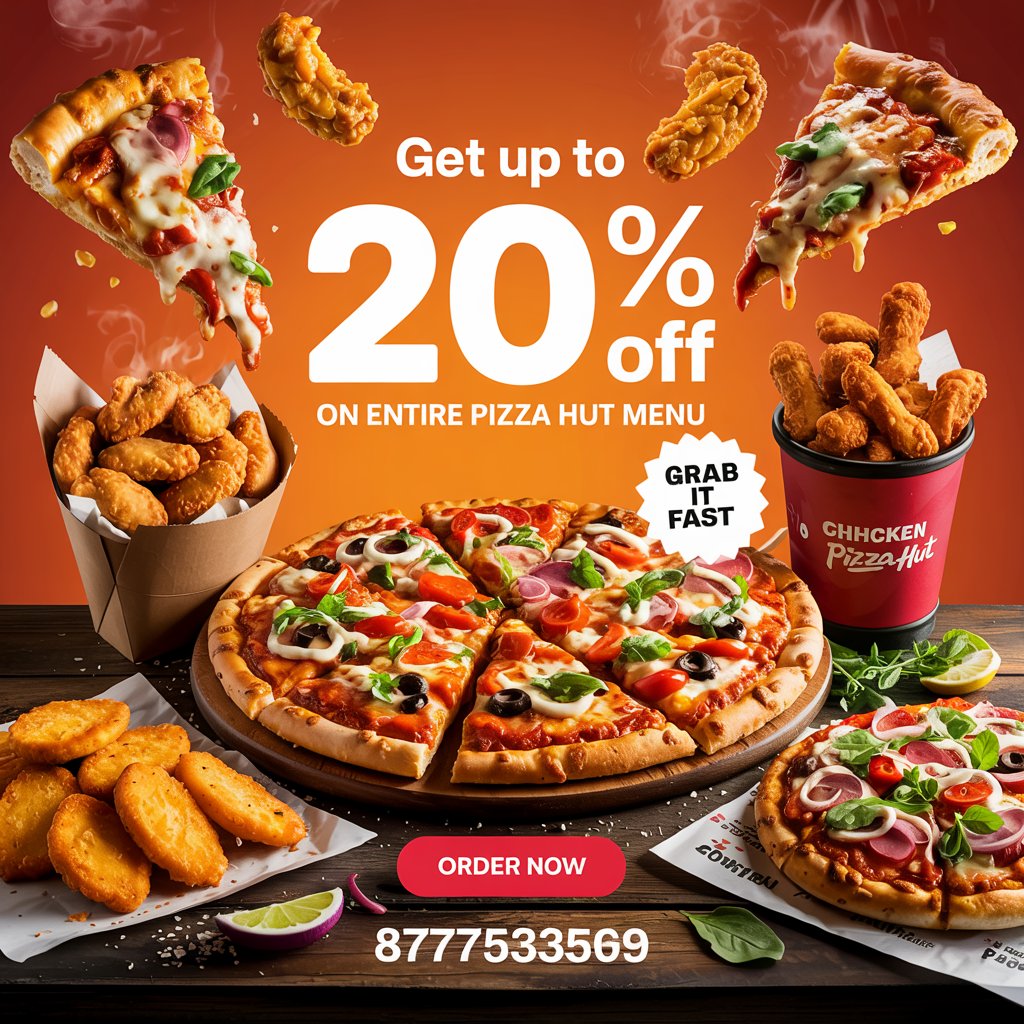 Get up to
20% off
ON ENTIRE PIZZA HUT MENU
GRAB
IT
FAST
CHHCKEN
Pizza Hut
ORDER NOW
8777533569